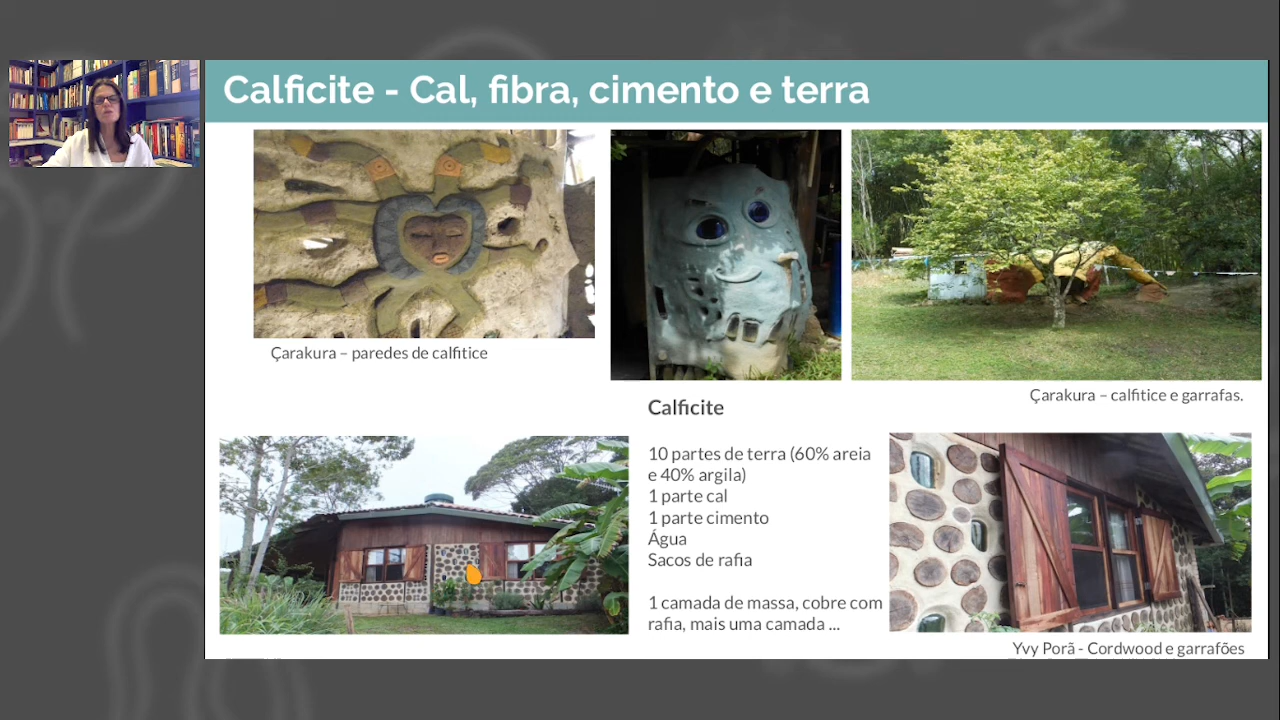 Calficite - Cal, fibra, cimento e terra
Çarakura – paredes de calfitice
Çarakura – calfitice e garrafas.
Calficite
10 partes de terra (60% areia
e 40% argila)
1 parte cal
1 parte cimento
Água
Sacos de rafia
1 camada de massa, cobre com
rafia, mais uma camada ...
Yvy Porã - Cordwood e garrafões